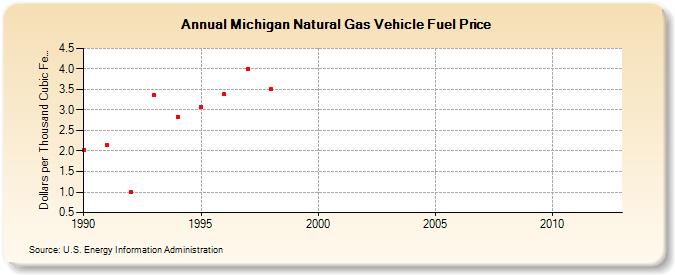 Annual Michigan Natural Gas Vehicle Fuel Price
Dollars per Thousand Cubic Fe...
4.5
4.0
3.5
3.0
2.5
2.0
1.5
1.0
0.5
1990 1995 2000 2005 2010
Source: U.S. Energy Information Administration